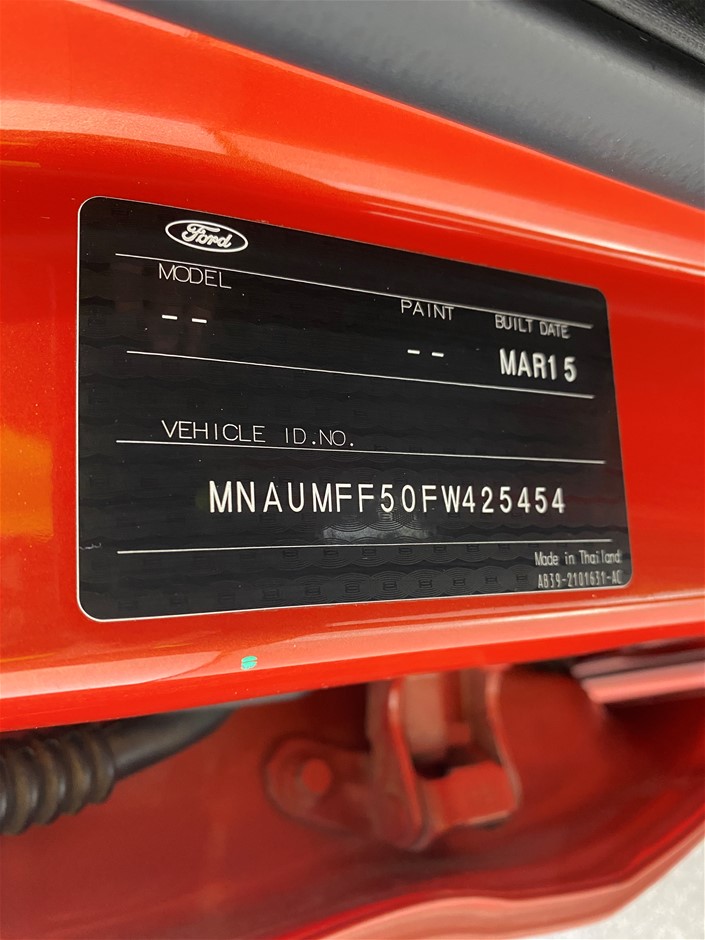 Ford
MODEL
--
PAINT
--
BUILT DATE
MAR15
VEHICLE ID.NO.
MNAUMFF50FW425454
Made in Thailand
AB39-2101631-AC